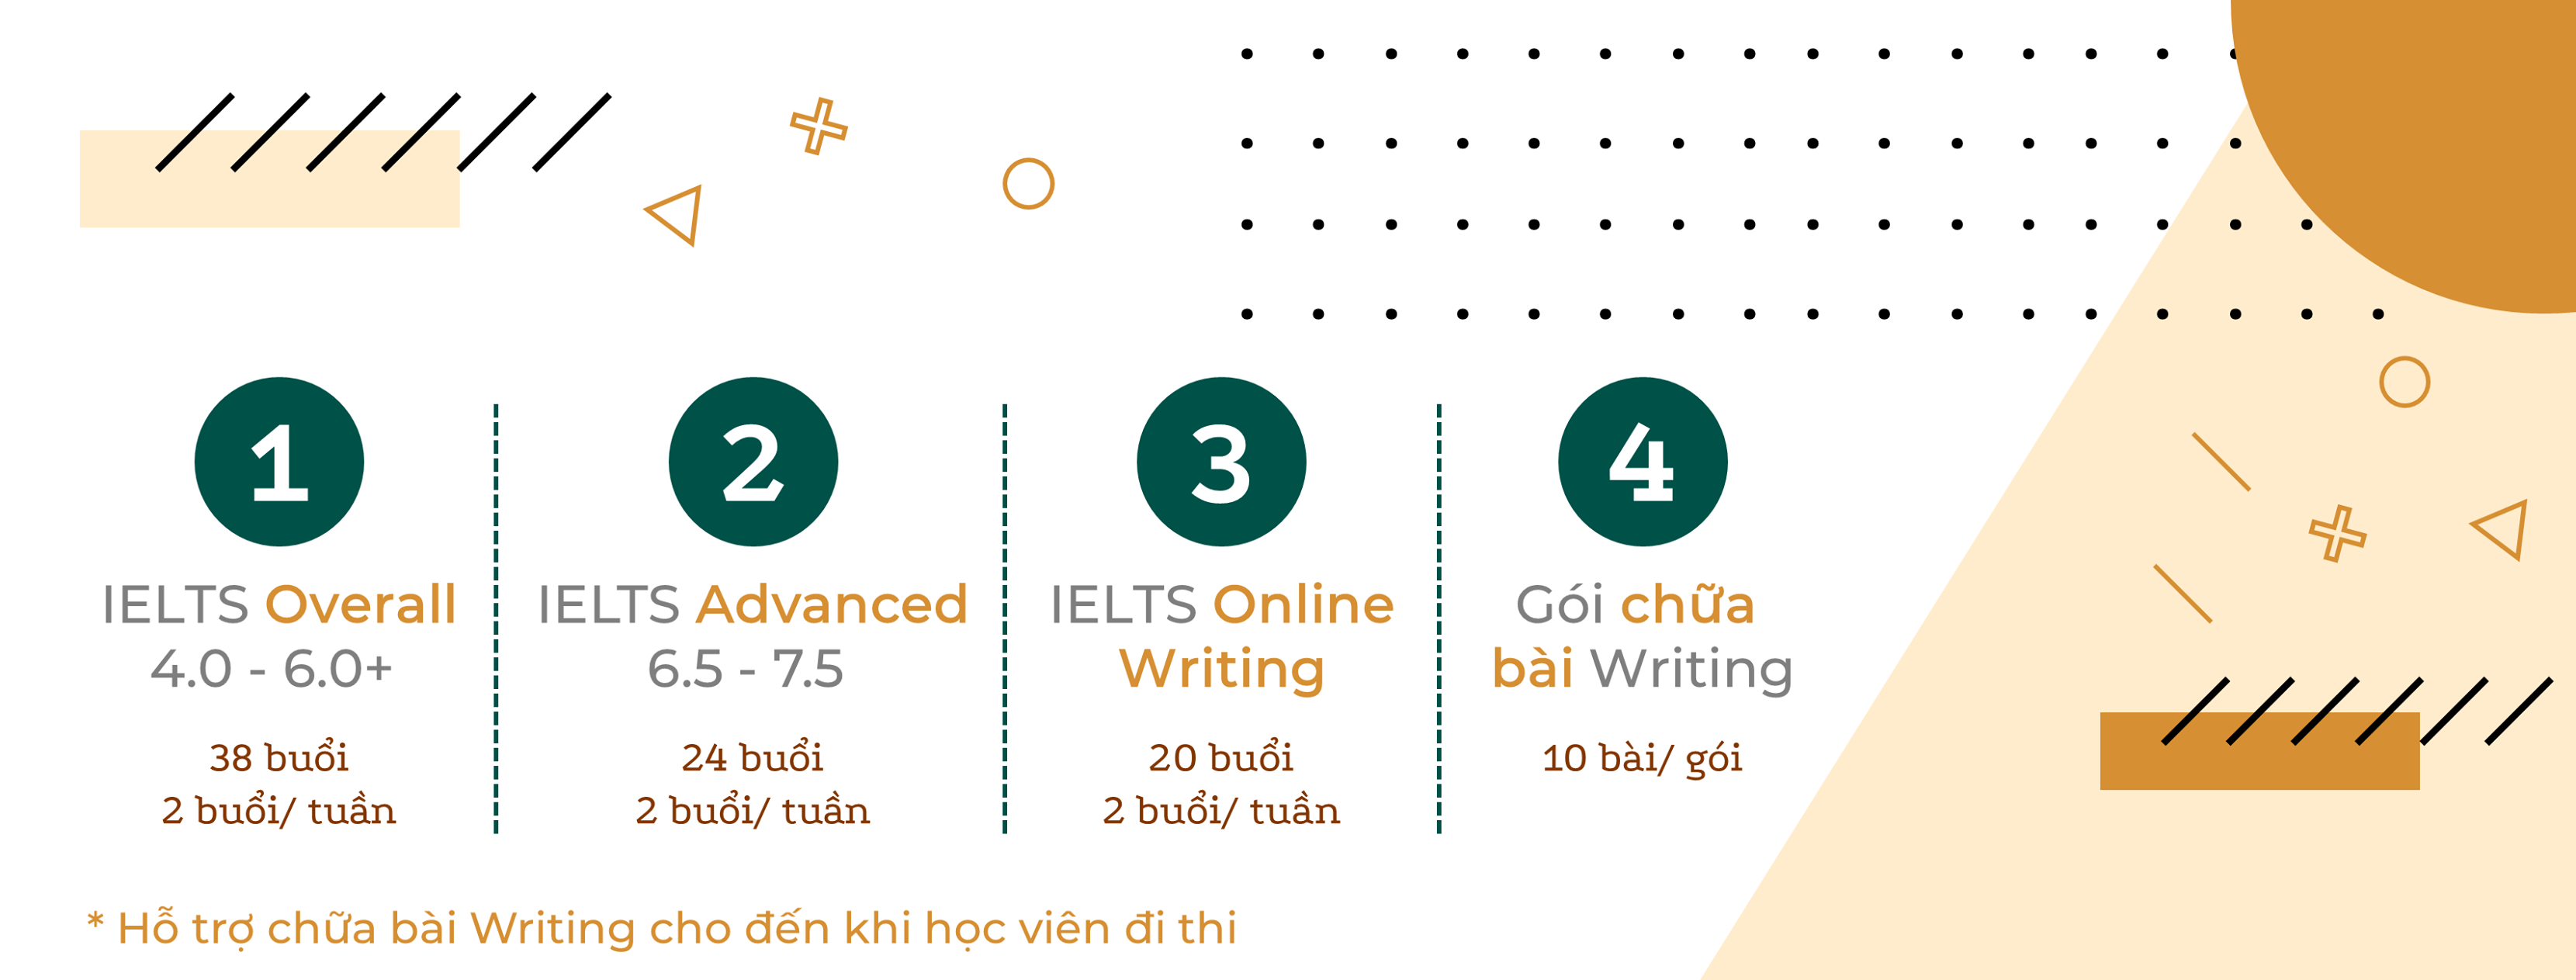 1
IELTS Overall
4.0 - 6.0+
38 buổi
2 buổi/ tuần
2
IELTS Advanced
6.5 - 7.5
24 buổi
2 buổi/ tuần
3
IELTS Online
Writing
20 buổi
2 buổi/ tuần
4
Gói chữa
bài Writing
10 bài/ gói
* Hỗ trợ chữa bài Writing cho đến khi học viên đi thi